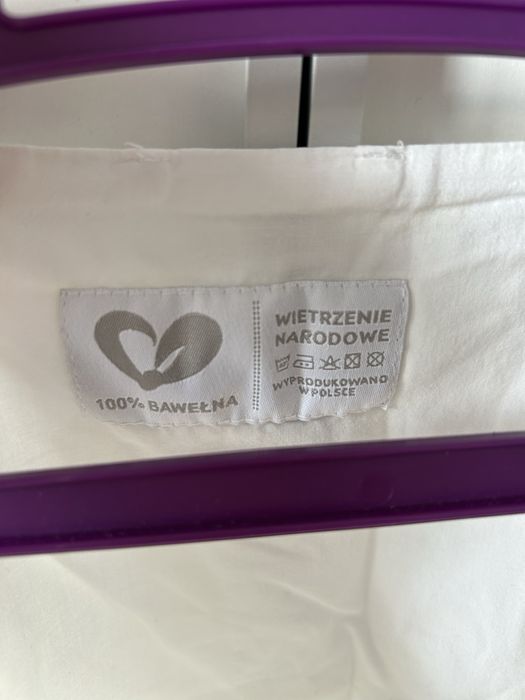 100% BAWEŁNA
WIETRZENIE
NARODOWE
WYPRODUKOWANO
W POLSCE